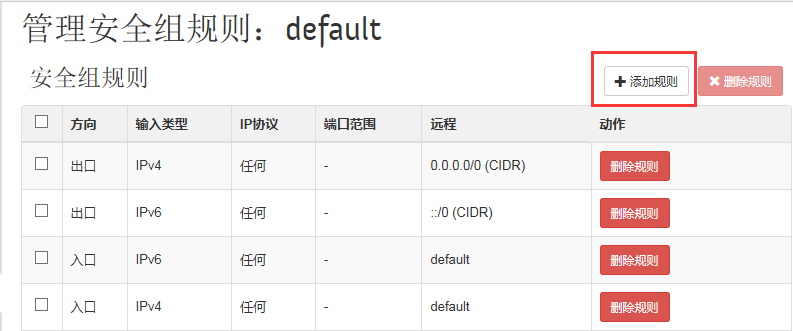 管理安全组规则：default
安全组规则
添加规则
删除规则
方向 输入类型 IP协议 端口范围 远程 动作
出口 IPv4 任何 - 0.0.0.0/0 (CIDR) 删除规则
出口 IPv6 任何 - ::/0 (CIDR) 删除规则
入口 IPv6 任何 - default 删除规则
入口 IPv4 任何 - default 删除规则